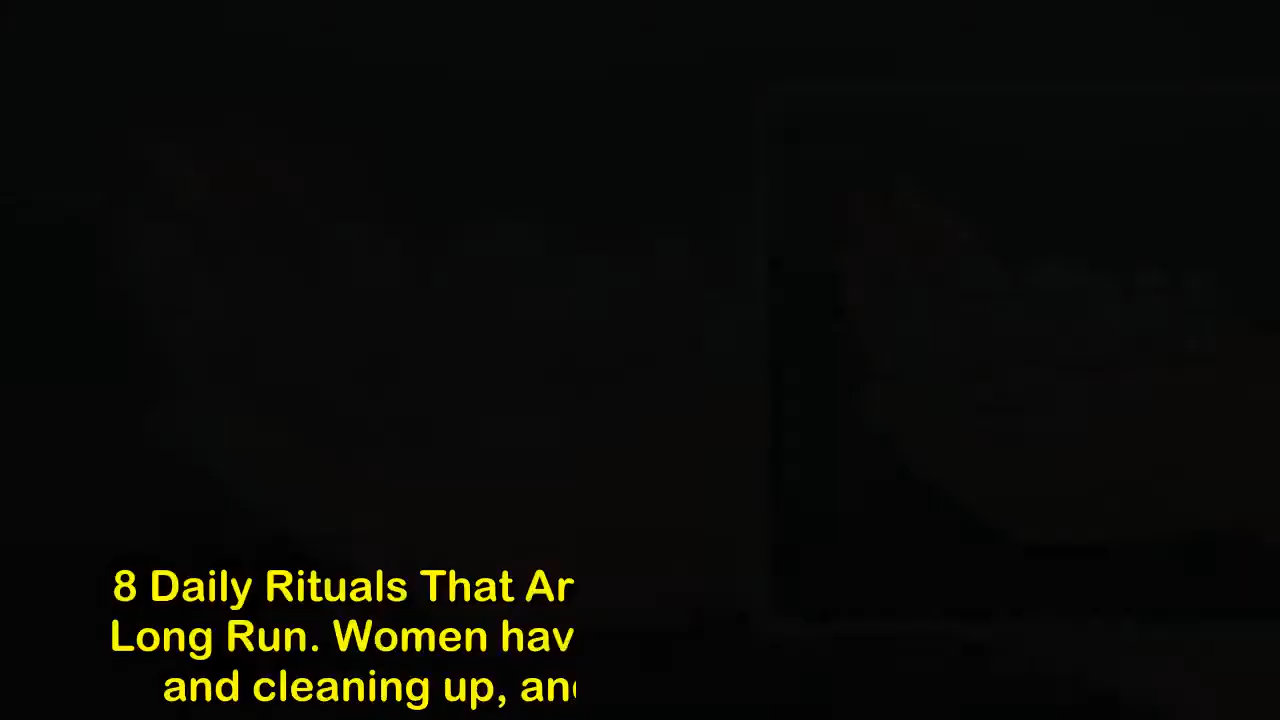 8 Daily Rituals That Ar
Long Run. Women hav
and cleaning up, an